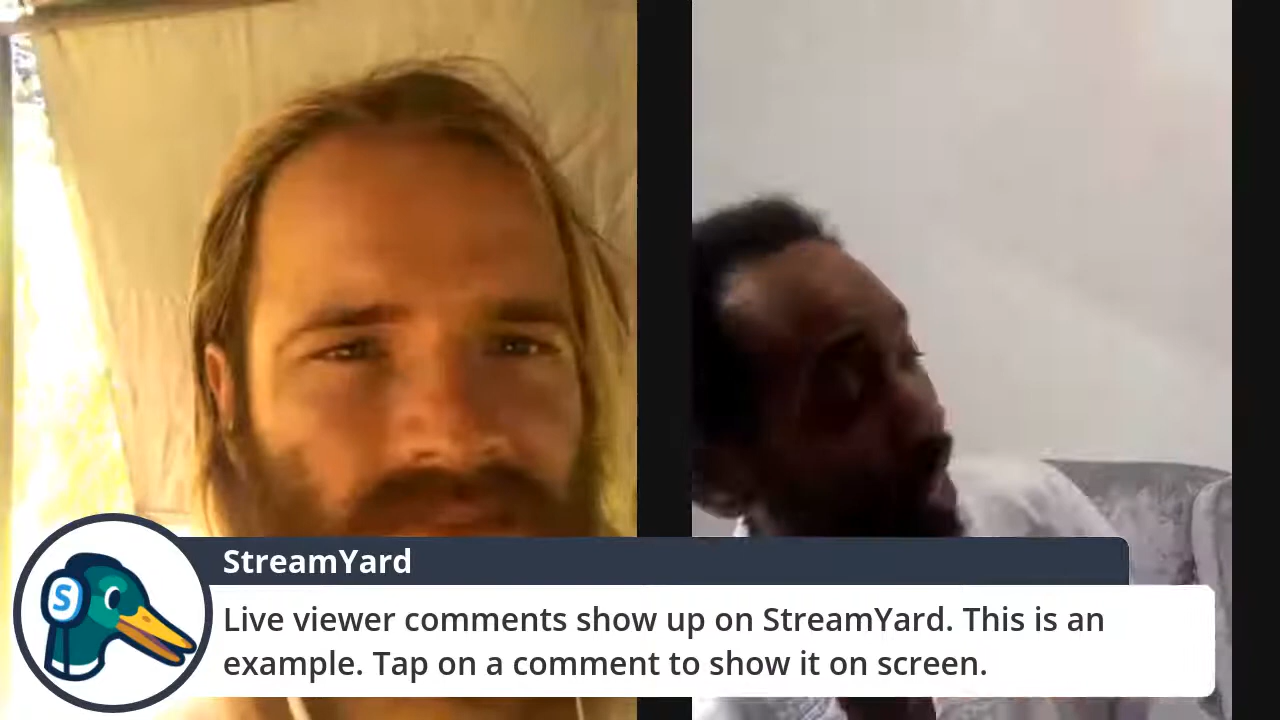 StreamYard
S
Live viewer comments show up on StreamYard. This is an
example. Tap on a comment to show it on screen.